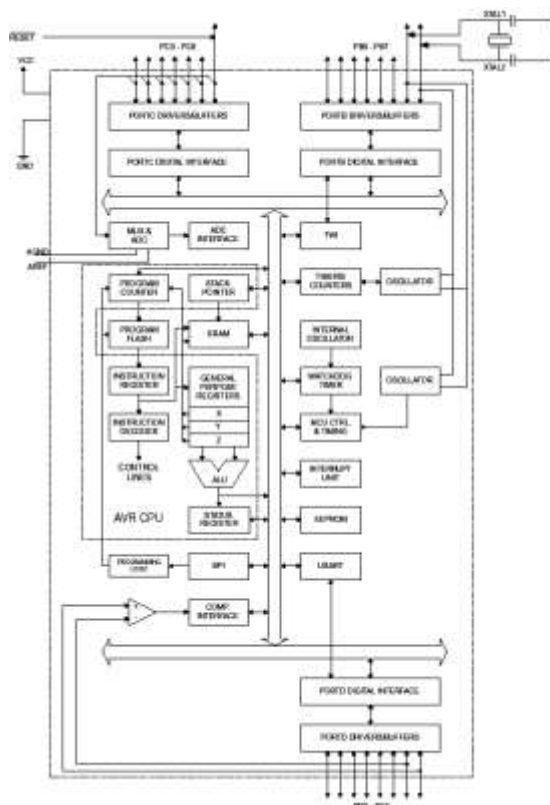 RESET
XTAL1
XTAL2
PC0 - PC6
PB0 - PB7
VCC
GND
PORTC DRIVERS/BUFFERS
PORTB DRIVERS/BUFFERS
PORTC DIGITAL INTERFACE
PORTB DIGITAL INTERFACE
MUX &
ADC
ADC
INTERFACE
TWI
AGND
AREF
PROGRAM
COUNTER
STACK
POINTER
TIMERS/
COUNTERS
OSCILLATOR
PROGRAM
FLASH
SRAM
INTERNAL
OSCILLATOR
INSTRUCTION
REGISTER
GENERAL
PURPOSE
REGISTERS
WATCHDOG
TIMER
OSCILLATOR
X
Y
Z
INSTRUCTION
DECODER
MCU CTRL.
& TIMING
CONTROL
LINES
ALU
INTERRUPT
UNIT
AVR CPU
STATUS
REGISTER
EEPROM
PROGRAMMING
LOGIC
SPI
USART
+
-
COMP.
INTERFACE
PORTD DIGITAL INTERFACE
PORTD DRIVERS/BUFFERS